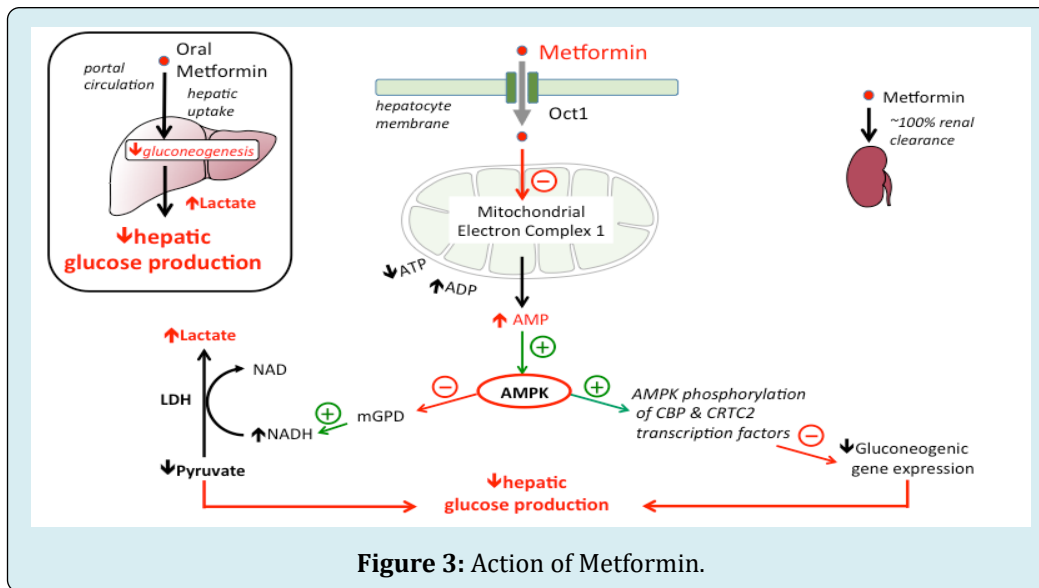 Oral
Metformin
portal
circulation
hepatic
uptake
gluconeogenesis
Lactate
hepatic
glucose production
Metformin
hepatocyte
membrane
Oct1
Mitochondrial
Electron Complex 1
ATP
ADP
AMP
AMPK
Metformin
~100% renal
clearance
Lactate
NAD
LDH
NADH
mGPD
Pyruvate
AMPK phosphorylation
of CBP & CRTC2
transcription factors
Gluconeogenic
gene expression
hepatic
glucose production
Figure 3: Action of Metformin.